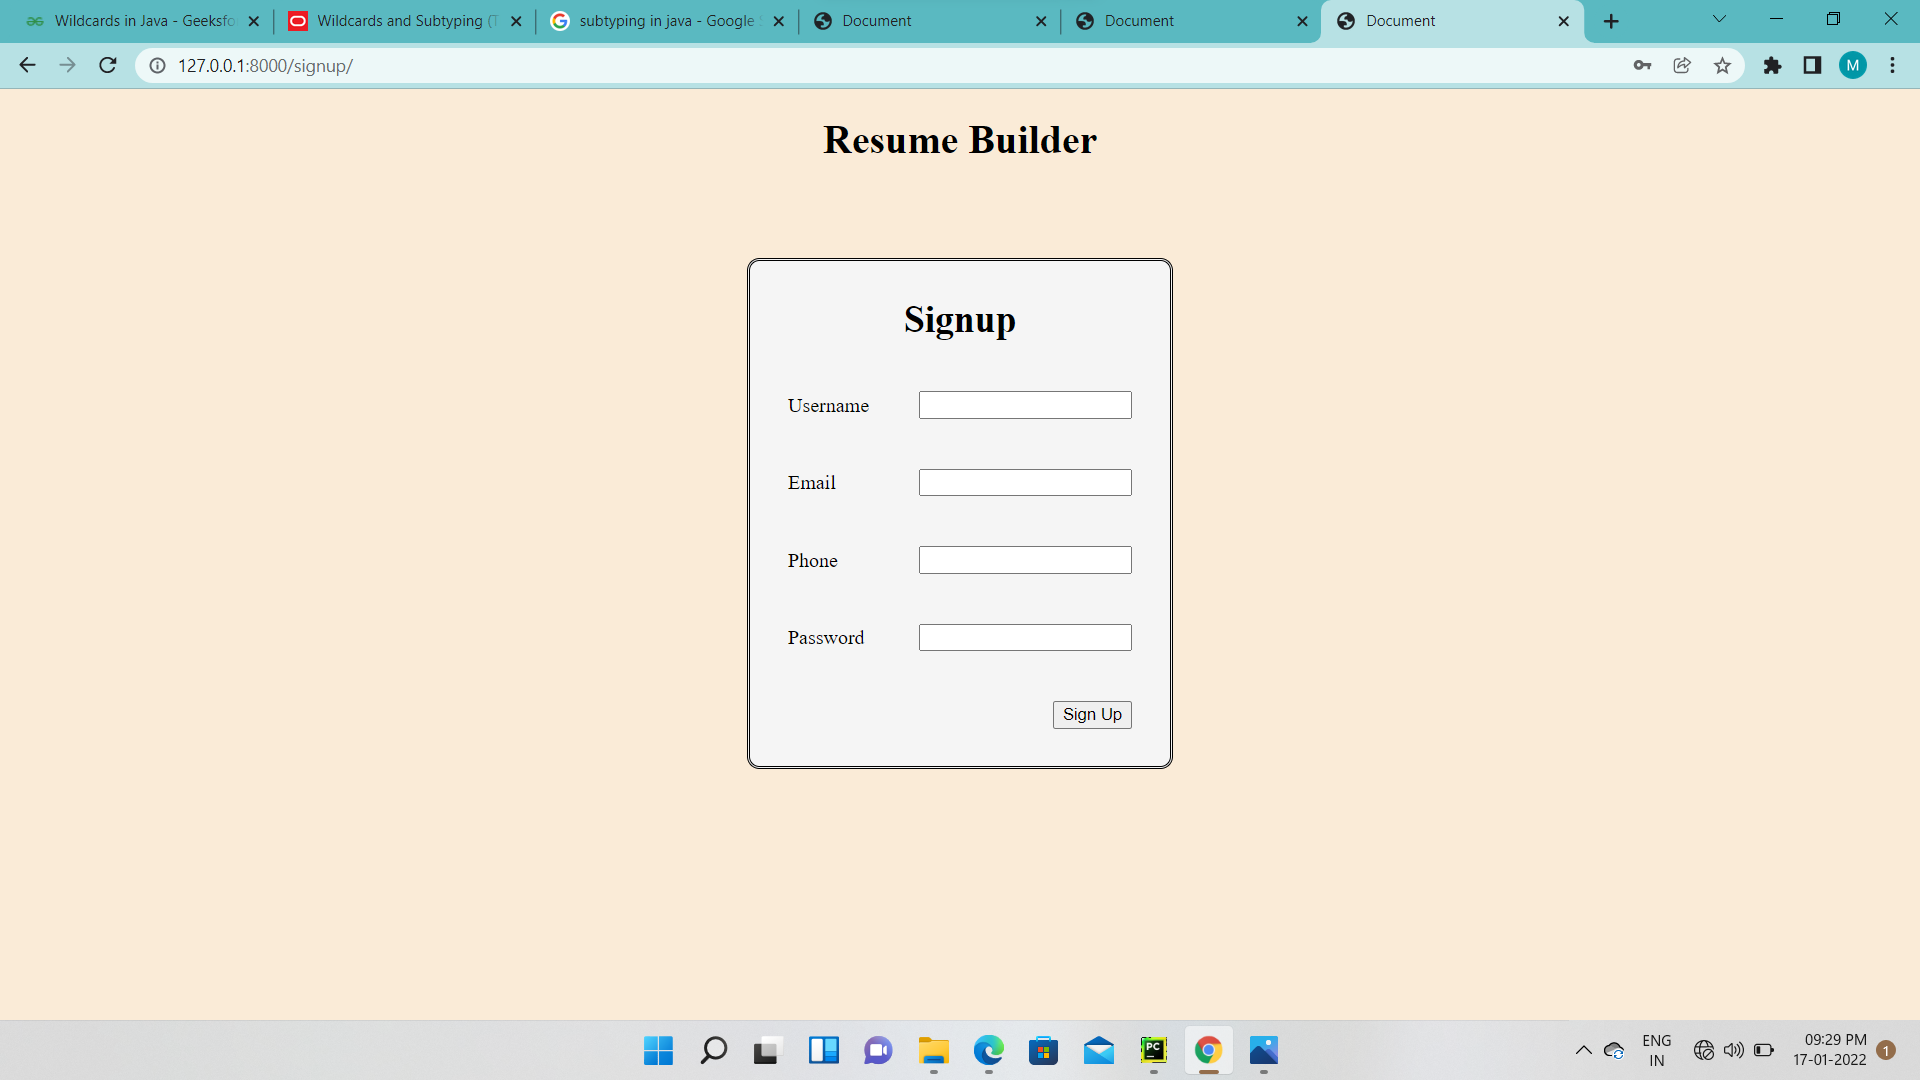 Wildcards in Java - Geeksfo
Wildcards and Subtyping (T
subtyping in java - Google
Document
Document
Document
127.0.0.1:8000/signup/
M
Resume Builder
Signup
Username
Email
Phone
Password
Sign Up
PC
ENG
IN
09:29 PM
17-01-2022
1